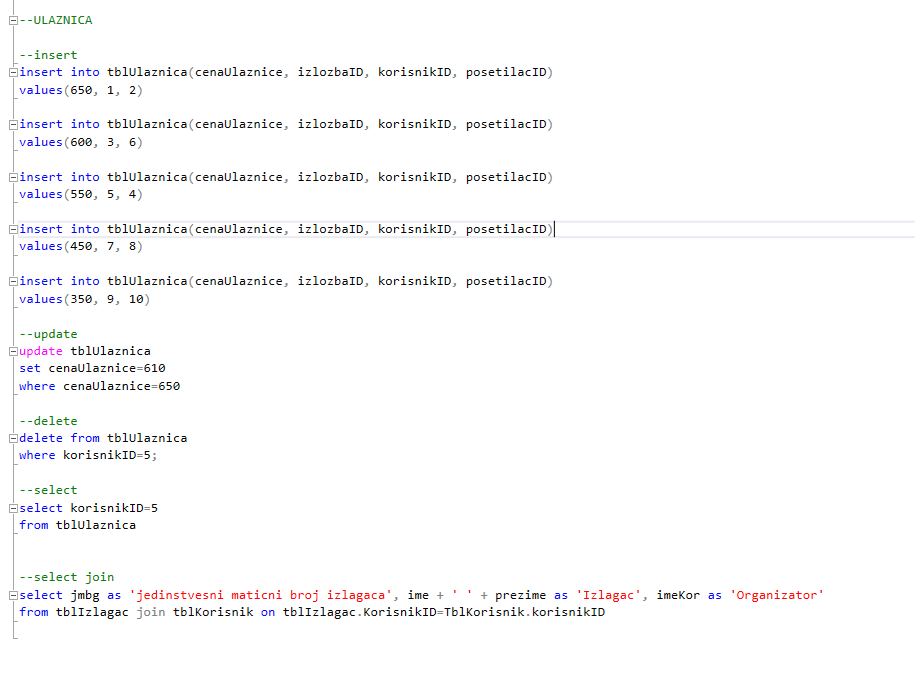 --ULAZNICA
--insert
insert into tblUlaznica(cenaUlaznice, izlozbaID, korisnikID, posetilacID)
values(650, 1, 2)
insert into tblUlaznica(cenaUlaznice, izlozbaID, korisnikID, posetilacID)
values(600, 3, 6)
insert into tblUlaznica(cenaUlaznice, izlozbaID, korisnikID, posetilacID)
values(550, 5, 4)
insert into tblUlaznica(cenaUlaznice, izlozbaID, korisnikID, posetilacID)
values(450, 7, 8)
insert into tblUlaznica(cenaUlaznice, izlozbaID, korisnikID, posetilacID)
values(350, 9, 10)
--update
update tblUlaznica
set cenaUlaznice=610
where cenaUlaznice=650
--delete
delete from tblUlaznica
where korisnikID=5;
--select
select korisnikID=5
from tblUlaznica
--select join
select jmbg as 'jedinstvesni maticni broj izlagaca', ime + ' ' + prezime as 'Izlagac', imeKor as 'Organizator'
from tblIzlagac join tblKorisnik on tblIzlagac.KorisnikID=TblKorisnik.korisnikID